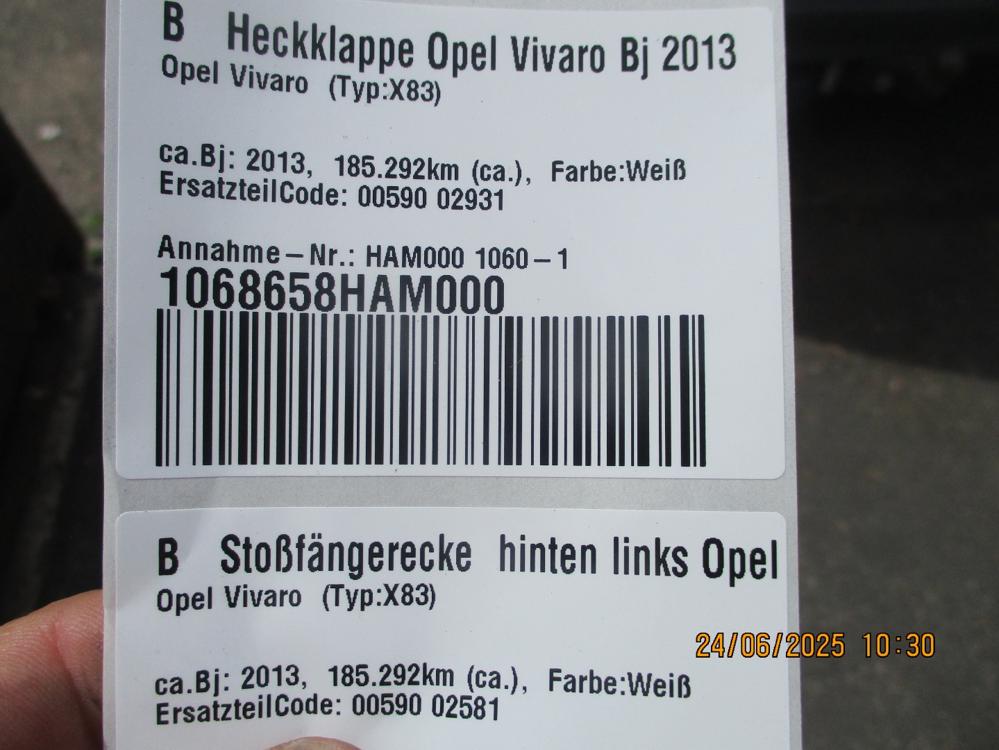 B Heckklappe Opel Vivaro Bj 2013
Opel Vivaro (Typ:X83)
ca.Bj: 2013, 185.292km (ca.), Farbe:Weiß
ErsatzteilCode: 00590 02931
Annahme-Nr.: HAM000 1060-1
1068658HAM000
B Stoßfängerecke hinten links Opel
Opel Vivaro (Typ:X83)
ca.Bj: 2013, 185.292km (ca.), Farbe:Weiß
ErsatzteilCode: 00590 02581
24/06/2025 10:30